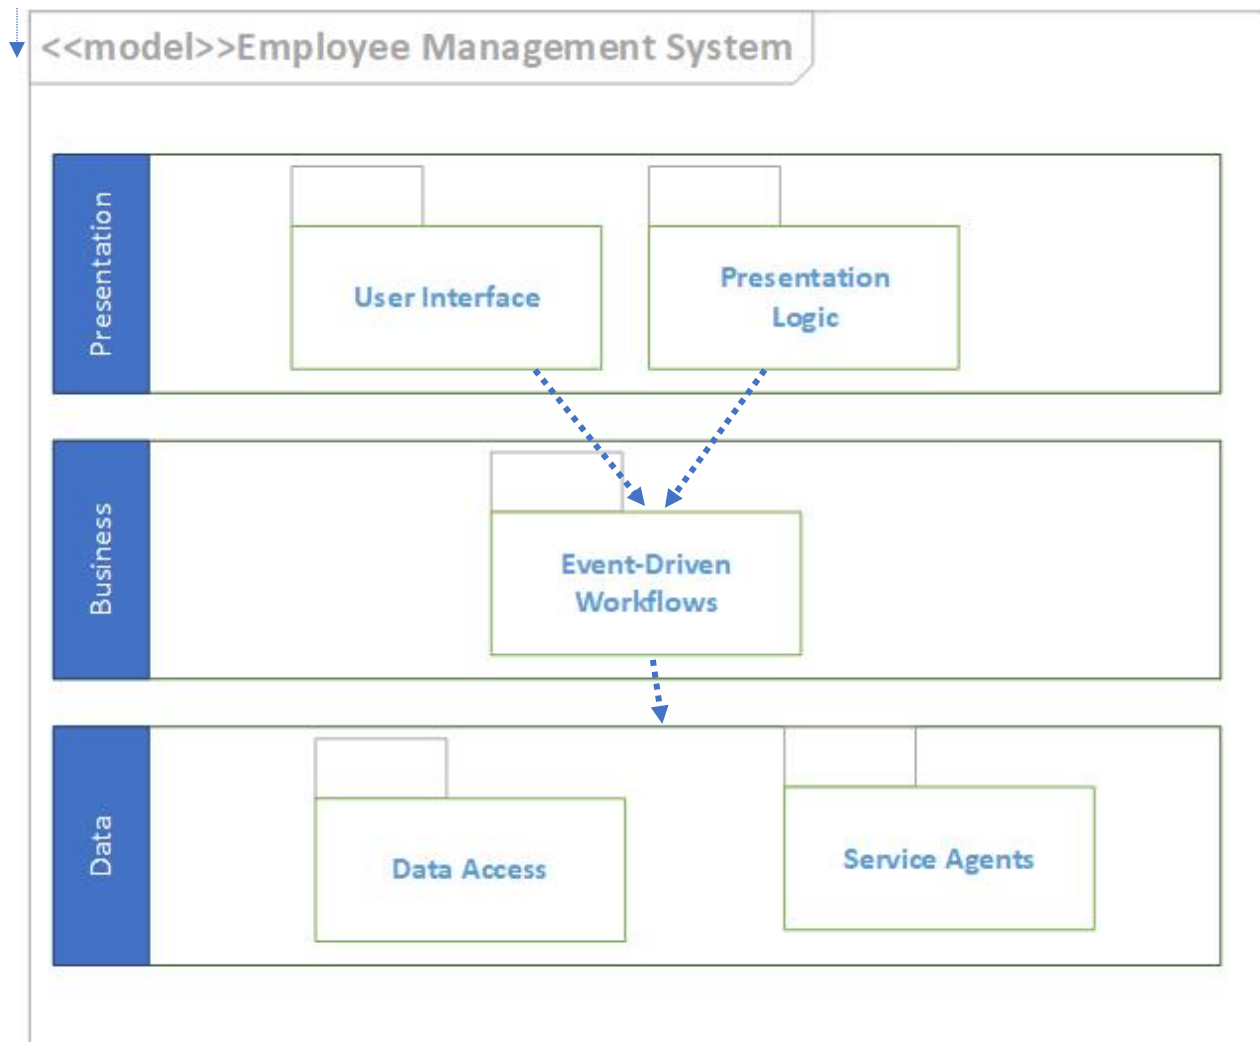 <<model>>Employee Management System
Presentation
User Interface
Presentation
Logic
Business
Event-Driven
Workflows
Data
Data Access
Service Agents